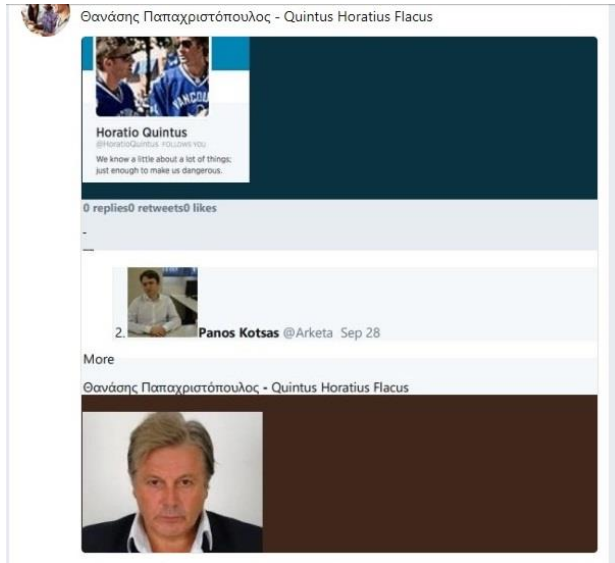 Θανάσης Παπαχριστόπουλος - Quintus Horatius Flacus
VANCOU
Horatio Quintus
@HoratioQuintus FOLLOWS YOU
We know a little about a lot of things;
just enough to make us dangerous.
0 replies0 retweets0 likes
-
—
2. Panos Kotsas @Arketa Sep 28
More
Θανάσης Παπαχριστόπουλος - Quintus Horatius Flacus